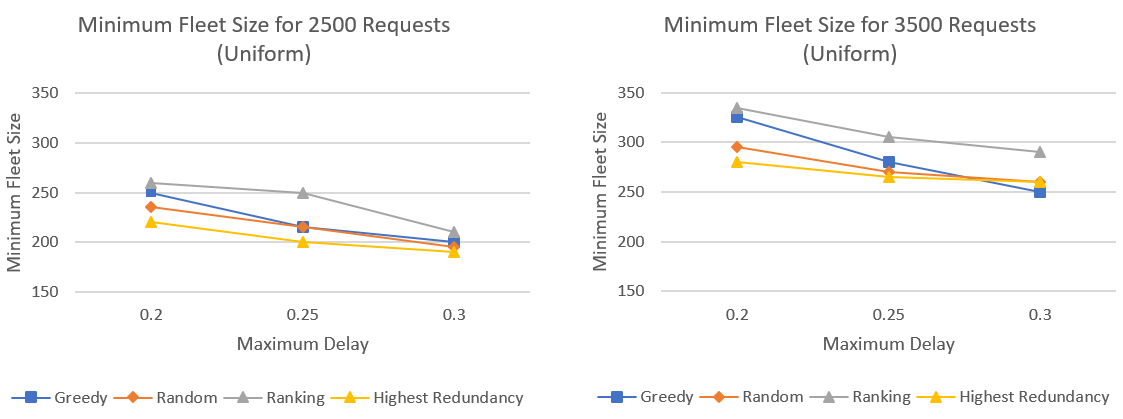 Minimum Fleet Size for 2500 Requests
(Uniform)
Minimum Fleet Size
350
300
250
200
150
0.2
0.25
0.3
Maximum Delay
Greedy
Random
Ranking
Highest Redundancy
Minimum Fleet Size for 3500 Requests
(Uniform)
Minimum Fleet Size
350
300
250
200
150
0.2
0.25
0.3
Maximum Delay
Greedy
Random
Ranking
Highest Redundancy